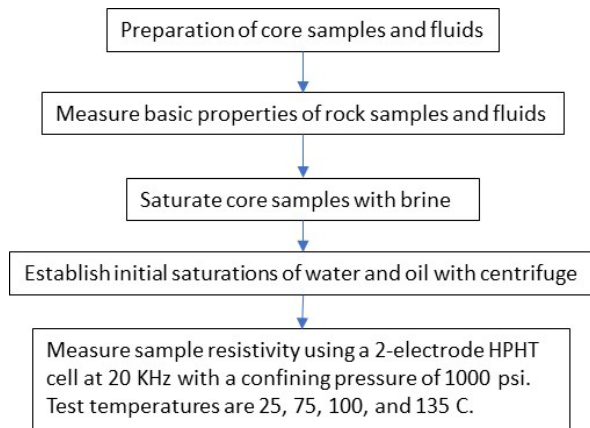 Preparation of core samples and fluids
Measure basic properties of rock samples and fluids
Saturate core samples with brine
Establish initial saturations of water and oil with centrifuge
Measure sample resistivity using a 2-electrode HPHT
cell at 20 KHz with a confining pressure of 1000 psi.
Test temperatures are 25, 75, 100, and 135 C.